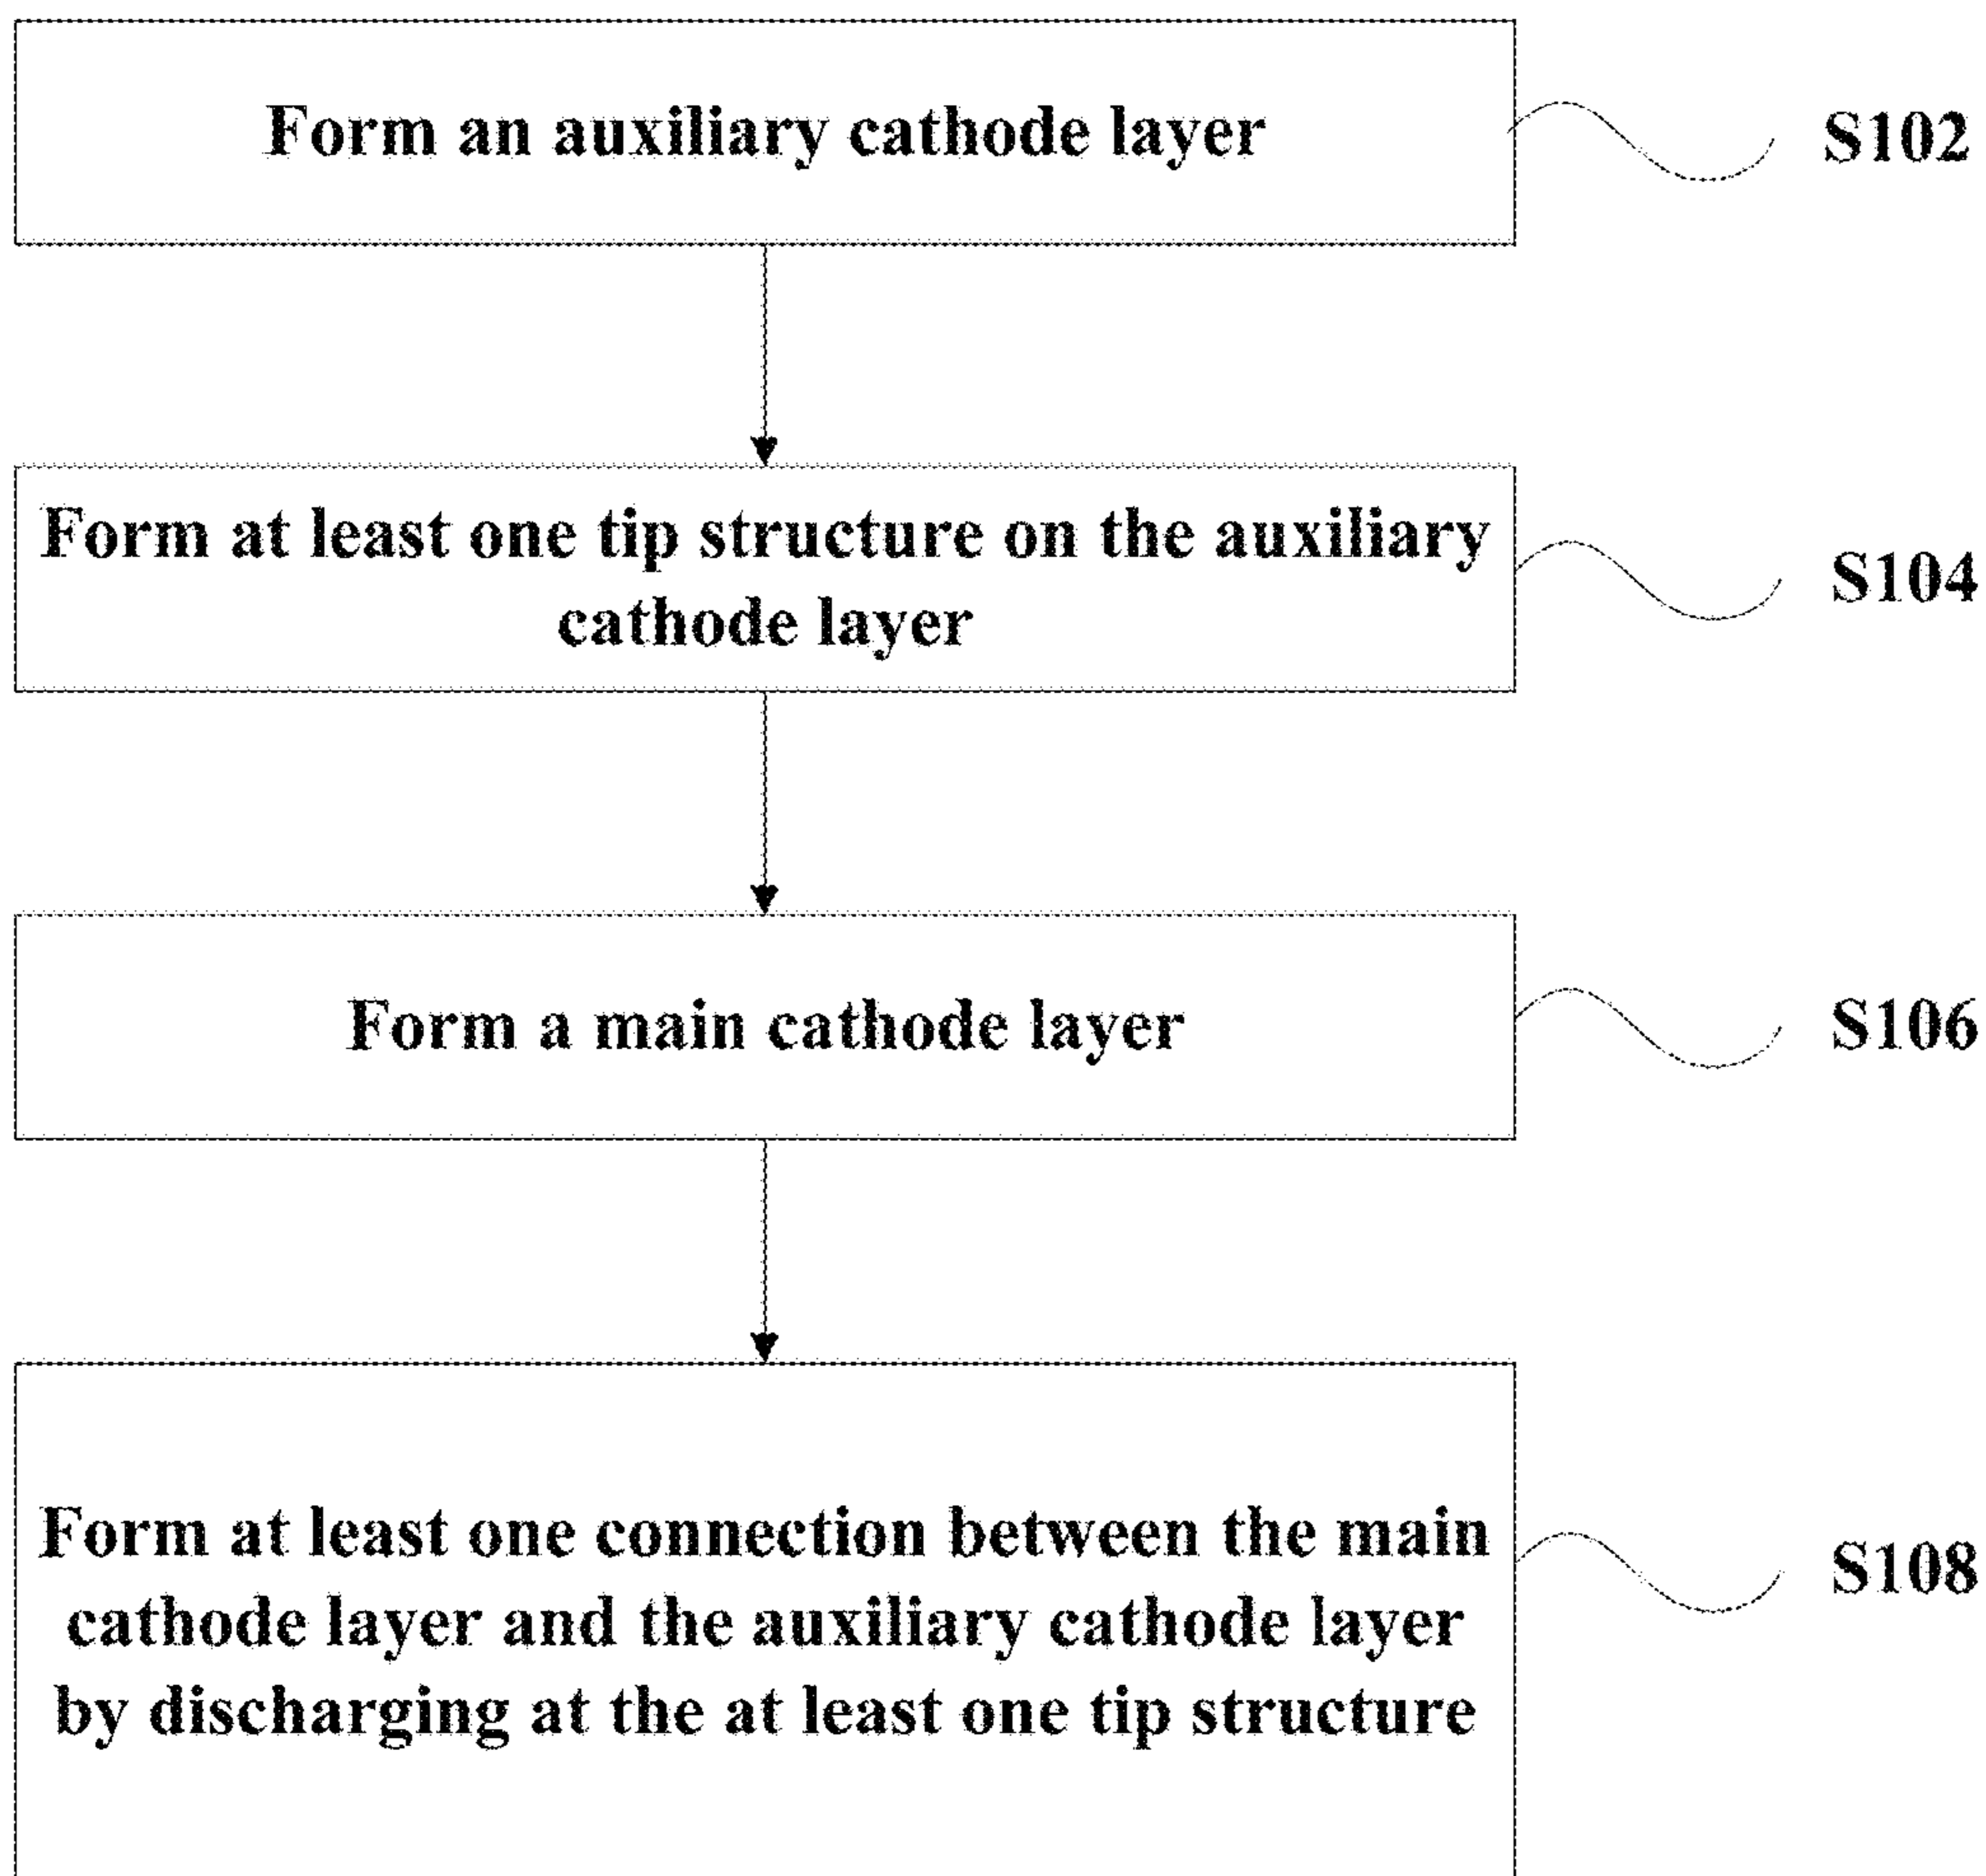 Form an auxiliary cathode layer
S102
Form at least one tip structure on the auxiliary
cathode layer
S104
Form a main cathode layer
S106
Form at least one connection between the main
cathode layer and the auxiliary cathode layer
by discharging at the at least one tip structure
S108